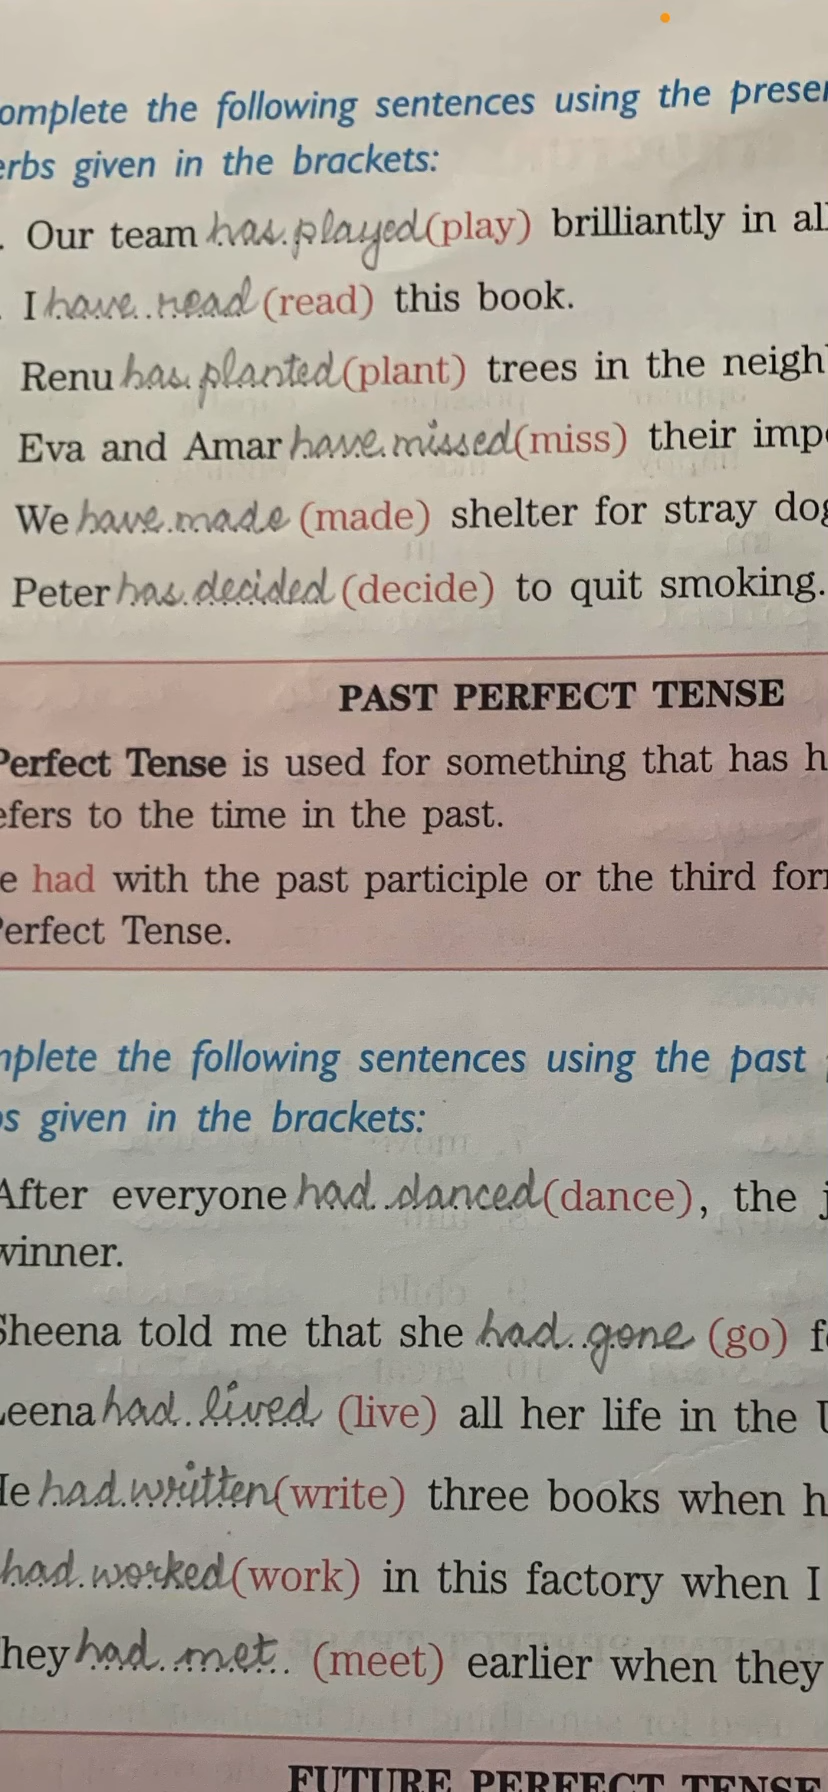 omplete the following sentences using the presen
erbs given in the brackets:
. Our team has played (play) brilliantly in all
. I have read (read) this book.
Renu has planted (plant) trees in the neigh
Eva and Amar have missed (miss) their imp
We have made (made) shelter for stray dog
Peter has decided (decide) to quit smoking.
PAST PERFECT TENSE
Perfect Tense is used for something that has h
efers to the time in the past.
e had with the past participle or the third for
Perfect Tense.
mplete the following sentences using the past
s given in the brackets:
After everyone had danced (dance), the j
winner.
Sheena told me that she had gone (go) f
eena had lived (live) all her life in the U
He had written (write) three books when h
had worked (work) in this factory when I
hey had met (meet) earlier when they
FUTURE PERFECT TENSE